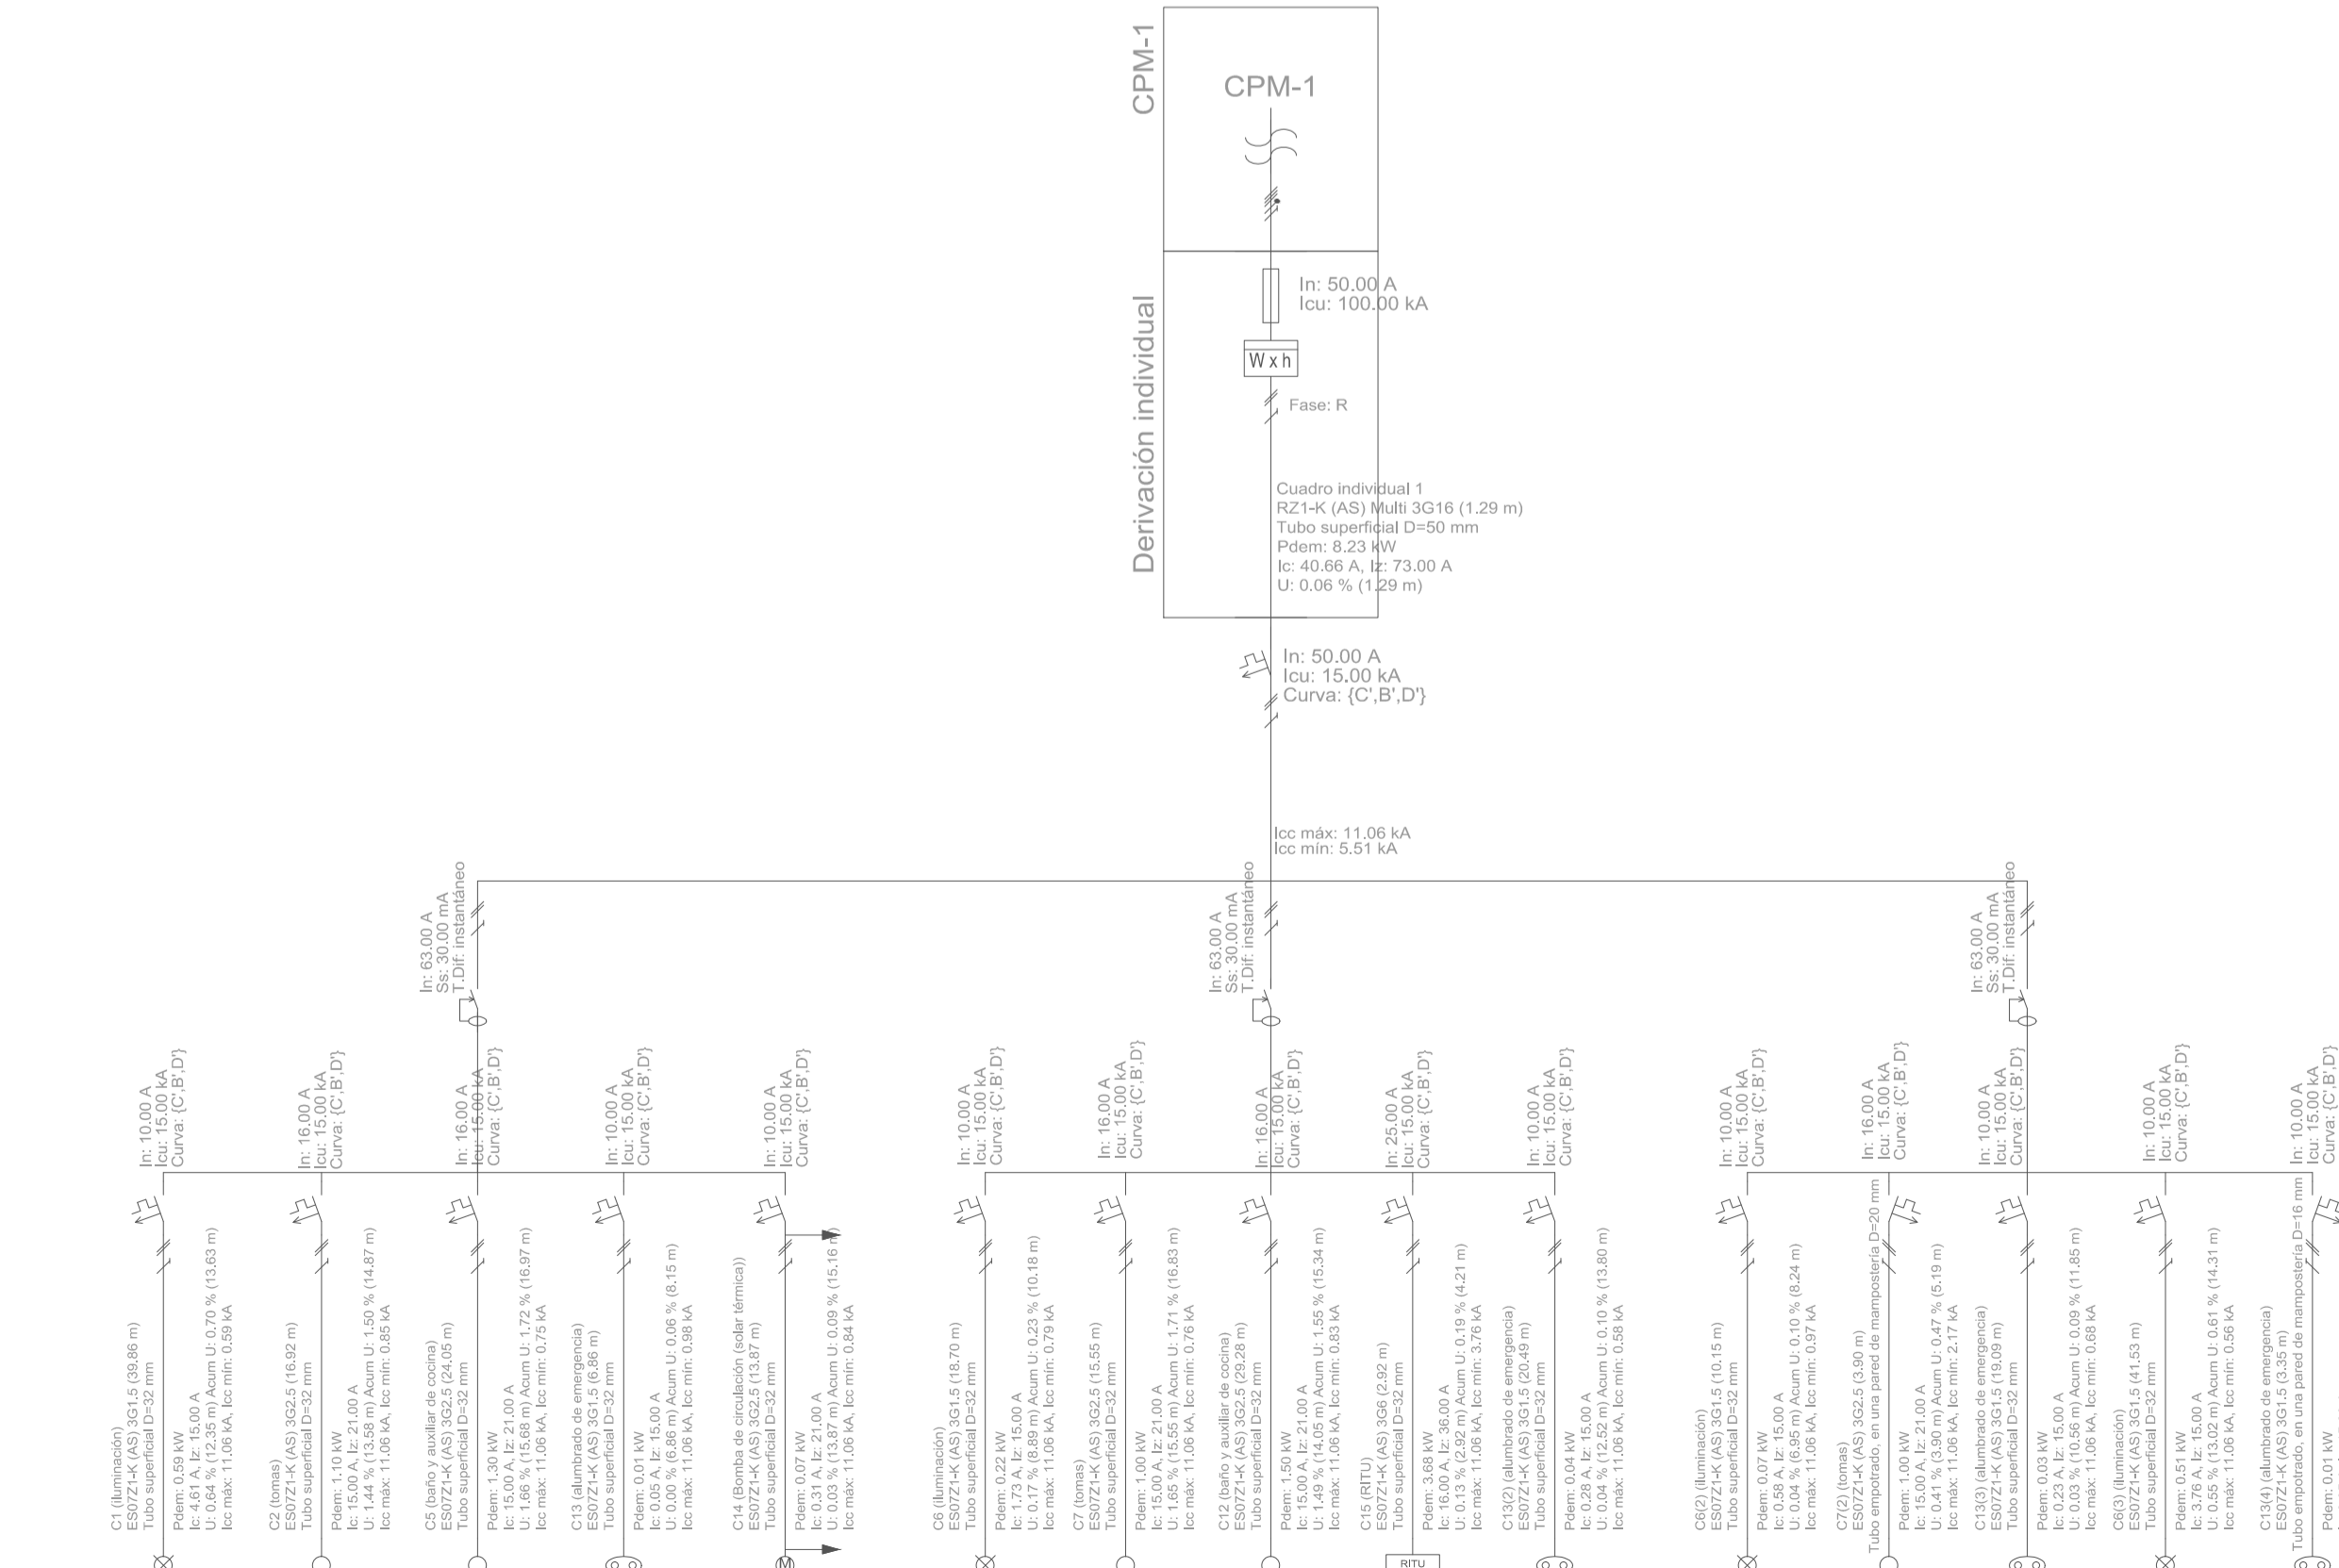 CPM-1
CPM-1
Derivación individual
In: 50.00 A
Icu: 100.00 kA
W x h
Fase: R
Cuadro individual 1
RZ1-K (AS) Multi 3G16 (1.29 m)
Tubo superficial D=50 mm
Pdem: 8.23 kW
Ic: 40.66 A, Iz: 73.00 A
U: 0.06 % (1.29 m)
In: 50.00 A
Icu: 15.00 kA
Curva: {C',B',D'}
Icc máx: 11.06 kA
Icc mín: 5.51 kA
In: 63.00 A
Ss: 30.00 mA
T.Dif: instantáneo
In: 63.00 A
Ss: 30.00 mA
T.Dif: instantáneo
In: 63.00 A
Ss: 30.00 mA
T.Dif: instantáneo
In: 10.00 A
Icu: 15.00 kA
Curva: {C',B',D'}
In: 16.00 A
Icu: 15.00 kA
Curva: {C',B',D'}
In: 16.00 A
Icu: 15.00 kA
Curva: {C',B',D'}
In: 10.00 A
Icu: 15.00 kA
Curva: {C',B',D'}
In: 10.00 A
Icu: 15.00 kA
Curva: {C',B',D'}
In: 10.00 A
Icu: 15.00 kA
Curva: {C',B',D'}
In: 16.00 A
Icu: 15.00 kA
Curva: {C',B',D'}
In: 16.00 A
Icu: 15.00 kA
Curva: {C',B',D'}
In: 25.00 A
Icu: 15.00 kA
Curva: {C',B',D'}
In: 10.00 A
Icu: 15.00 kA
Curva: {C',B',D'}
In: 10.00 A
Icu: 15.00 kA
Curva: {C',B',D'}
In: 16.00 A
Icu: 15.00 kA
Curva: {C',B',D'}
In: 10.00 A
Icu: 15.00 kA
Curva: {C',B',D'}
In: 10.00 A
Icu: 15.00 kA
Curva: {C',B',D'}
In: 10.00 A
Icu: 15.00 kA
Curva: {C',B',D'}
C1 (iluminación)
ES07Z1-K (AS) 3G1.5 (39.86 m)
Tubo superficial D=32 mm
Pdem: 0.59 kW
Ic: 4.61 A, Iz: 15.00 A
U: 0.64 % (12.35 m) Acum U: 0.70 % (13.63 m)
Icc máx: 11.06 kA, Icc mín: 0.59 kA
C2 (tomas)
ES07Z1-K (AS) 3G2.5 (16.92 m)
Tubo superficial D=32 mm
Pdem: 1.10 kW
Ic: 15.00 A, Iz: 21.00 A
U: 1.44 % (13.58 m) Acum U: 1.50 % (14.87 m)
Icc máx: 11.06 kA, Icc mín: 0.85 kA
C5 (baño y auxiliar de cocina)
ES07Z1-K (AS) 3G2.5 (24.05 m)
Tubo superficial D=32 mm
Pdem: 1.30 kW
Ic: 15.00 A, Iz: 21.00 A
U: 1.66 % (15.68 m) Acum U: 1.72 % (16.97 m)
Icc máx: 11.06 kA, Icc mín: 0.75 kA
C13 (alumbrado de emergencia)
ES07Z1-K (AS) 3G1.5 (6.86 m)
Tubo superficial D=32 mm
Pdem: 0.01 kW
Ic: 0.05 A, Iz: 15.00 A
U: 0.00 % (6.86 m) Acum U: 0.06 % (8.15 m)
Icc máx: 11.06 kA, Icc mín: 0.98 kA
C14 (Bomba de circulación (solar térmica))
ES07Z1-K (AS) 3G2.5 (13.87 m)
Tubo superficial D=32 mm
Pdem: 0.07 kW
Ic: 0.31 A, Iz: 21.00 A
U: 0.03 % (13.87 m) Acum U: 0.09 % (15.16 m)
Icc máx: 11.06 kA, Icc mín: 0.84 kA
M
C6 (iluminación)
ES07Z1-K (AS) 3G1.5 (18.70 m)
Tubo superficial D=32 mm
Pdem: 0.22 kW
Ic: 1.73 A, Iz: 15.00 A
U: 0.17 % (8.89 m) Acum U: 0.23 % (10.18 m)
Icc máx: 11.06 kA, Icc mín: 0.79 kA
C7 (tomas)
ES07Z1-K (AS) 3G2.5 (15.55 m)
Tubo superficial D=32 mm
Pdem: 1.00 kW
Ic: 15.00 A, Iz: 21.00 A
U: 1.65 % (15.55 m) Acum U: 1.71 % (16.83 m)
Icc máx: 11.06 kA, Icc mín: 0.76 kA
C12 (baño y auxiliar de cocina)
ES07Z1-K (AS) 3G2.5 (29.28 m)
Tubo superficial D=32 mm
Pdem: 1.50 kW
Ic: 15.00 A, Iz: 21.00 A
U: 1.49 % (14.05 m) Acum U: 1.55 % (15.34 m)
Icc máx: 11.06 kA, Icc mín: 0.83 kA
C15 (RITU)
ES07Z1-K (AS) 3G6 (2.92 m)
Tubo superficial D=32 mm
Pdem: 3.68 kW
Ic: 16.00 A, Iz: 36.00 A
U: 0.13 % (2.92 m) Acum U: 0.19 % (4.21 m)
Icc máx: 11.06 kA, Icc mín: 3.76 kA
RITU
C13(2) (alumbrado de emergencia)
ES07Z1-K (AS) 3G1.5 (20.49 m)
Tubo superficial D=32 mm
Pdem: 0.04 kW
Ic: 0.28 A, Iz: 15.00 A
U: 0.04 % (12.52 m) Acum U: 0.10 % (13.80 m)
Icc máx: 11.06 kA, Icc mín: 0.58 kA
C6(2) (iluminación)
ES07Z1-K (AS) 3G1.5 (10.15 m)
Tubo superficial D=32 mm
Pdem: 0.07 kW
Ic: 0.58 A, Iz: 15.00 A
U: 0.04 % (6.95 m) Acum U: 0.10 % (8.24 m)
Icc máx: 11.06 kA, Icc mín: 0.97 kA
C7(2) (tomas)
ES07Z1-K (AS) 3G2.5 (3.90 m)
Tubo empotrado, en una pared de mampostería D=20 mm
Pdem: 1.00 kW
Ic: 15.00 A, Iz: 21.00 A
U: 0.41 % (3.90 m) Acum U: 0.47 % (5.19 m)
Icc máx: 11.06 kA, Icc mín: 2.17 kA
C13(3) (alumbrado de emergencia)
ES07Z1-K (AS) 3G1.5 (19.09 m)
Tubo superficial D=32 mm
Pdem: 0.03 kW
Ic: 0.23 A, Iz: 15.00 A
U: 0.03 % (10.56 m) Acum U: 0.09 % (11.85 m)
Icc máx: 11.06 kA, Icc mín: 0.68 kA
C6(3) (iluminación)
ES07Z1-K (AS) 3G1.5 (41.53 m)
Tubo superficial D=32 mm
Pdem: 0.51 kW
Ic: 3.76 A, Iz: 15.00 A
U: 0.55 % (13.02 m) Acum U: 0.61 % (14.31 m)
Icc máx: 11.06 kA, Icc mín: 0.56 kA
C13(4) (alumbrado de emergencia)
ES07Z1-K (AS) 3G1.5 (3.35 m)
Tubo empotrado, en una pared de mampostería D=16 mm
Pdem: 0.01 kW